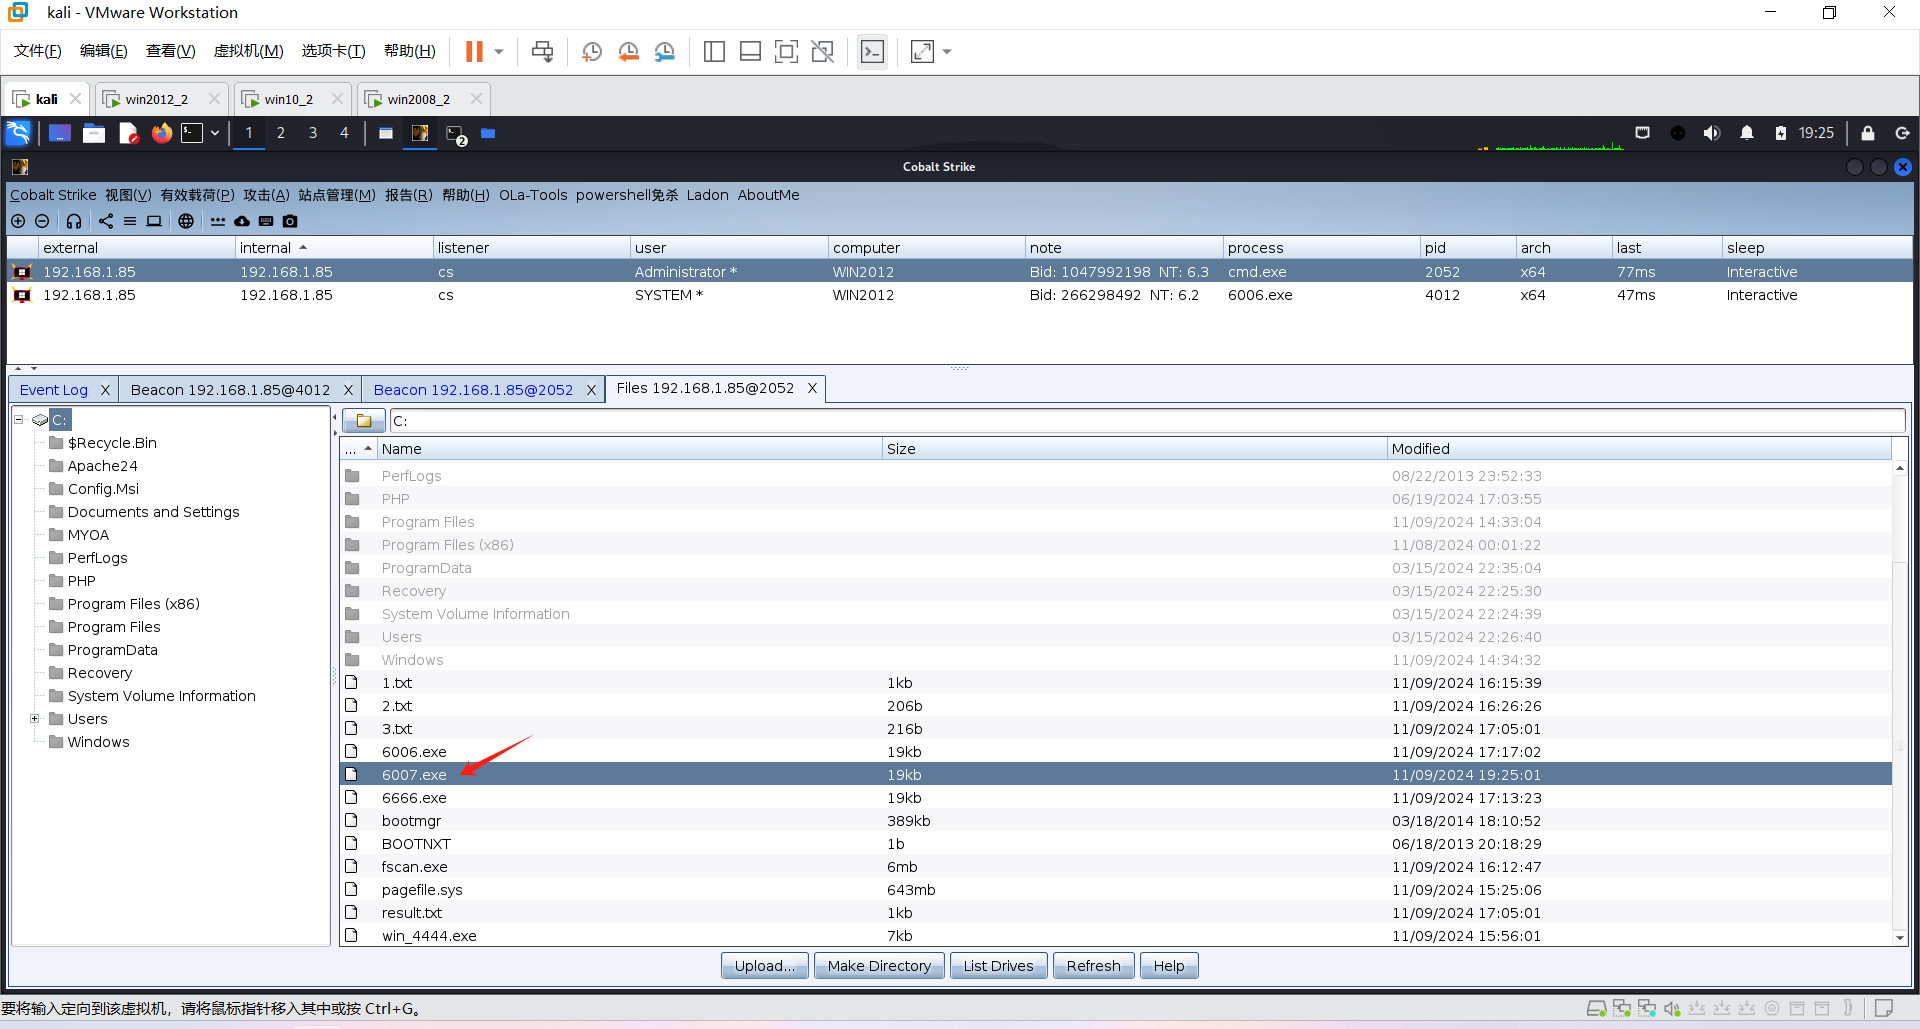 kali - VMware Workstation
文件(F) 编辑(E) 查看(V) 虚拟机(M) 选项卡(T) 帮助(H)
kali win2012_2 win10_2 win2008_2
1 2 3 4 2 19:25
Cobalt Strike
Cobalt Strike 视图(V) 有效载荷(P) 攻击(A) 站点管理(M) 报告(R) 帮助(H) OLa-Tools powershell免杀 Ladon AboutMe
external internal listener user computer note process pid arch last sleep
192.168.1.85 192.168.1.85 cs Administrator * WIN2012 Bid: 1047992198 NT: 6.3 cmd.exe 2052 x64 77ms Interactive
192.168.1.85 192.168.1.85 cs SYSTEM * WIN2012 Bid: 266298492 NT: 6.2 6006.exe 4012 x64 47ms Interactive
Event Log X Beacon 192.168.1.85@4012 X Beacon 192.168.1.85@2052 X Files 192.168.1.85@2052 X
C:
$Recycle.Bin
Apache24
Config.Msi
Documents and Settings
MYOA
PerfLogs
PHP
Program Files (x86)
Program Files
ProgramData
Recovery
System Volume Information
Users
Windows
C:
... Name Size Modified
PerfLogs 08/22/2013 23:52:33
PHP 06/19/2024 17:03:55
Program Files 11/09/2024 14:33:04
Program Files (x86) 11/08/2024 00:01:22
ProgramData 03/15/2024 22:35:04
Recovery 03/15/2024 22:25:30
System Volume Information 03/15/2024 22:24:39
Users 03/15/2024 22:26:40
Windows 11/09/2024 14:34:32
1.txt 1kb 11/09/2024 16:15:39
2.txt 206b 11/09/2024 16:26:26
3.txt 216b 11/09/2024 17:05:01
6006.exe 19kb 11/09/2024 17:17:02
6007.exe 19kb 11/09/2024 19:25:01
6666.exe 19kb 11/09/2024 17:13:23
bootmgr 389kb 03/18/2014 18:10:52
BOOTNXT 1b 06/18/2013 20:18:29
fscan.exe 6mb 11/09/2024 16:12:47
pagefile.sys 643mb 11/09/2024 15:25:06
result.txt 1kb 11/09/2024 17:05:01
win_4444.exe 7kb 11/09/2024 15:56:01
Upload... Make Directory List Drives Refresh Help
要将输入定向到该虚拟机，请将鼠标指针移入其中或按 Ctrl+G。